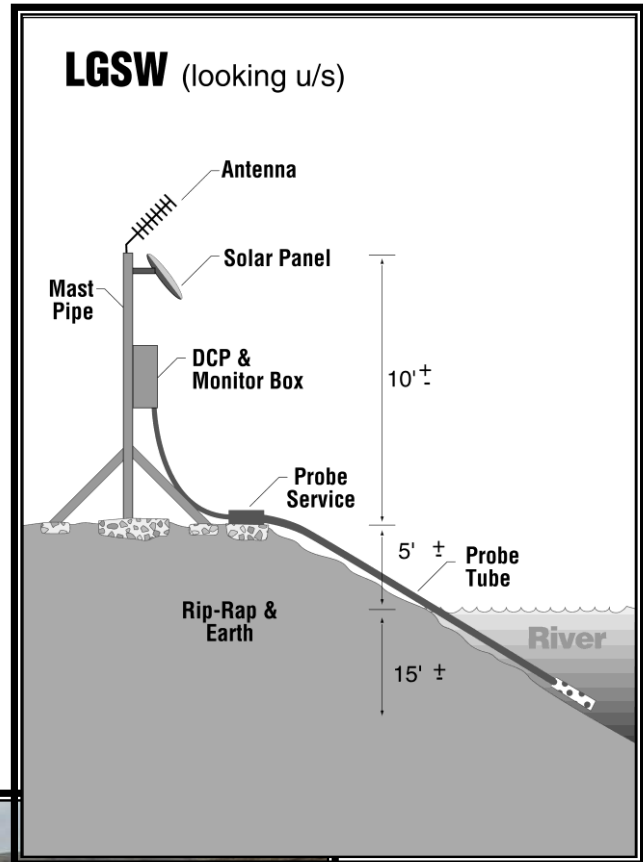 LGSW (looking u/s)
Antenna
Solar Panel
Mast
Pipe
DCP &
Monitor Box
10' ±
Probe
Service
5' ±
Probe
Tube
Rip-Rap &
Earth
River
15' ±